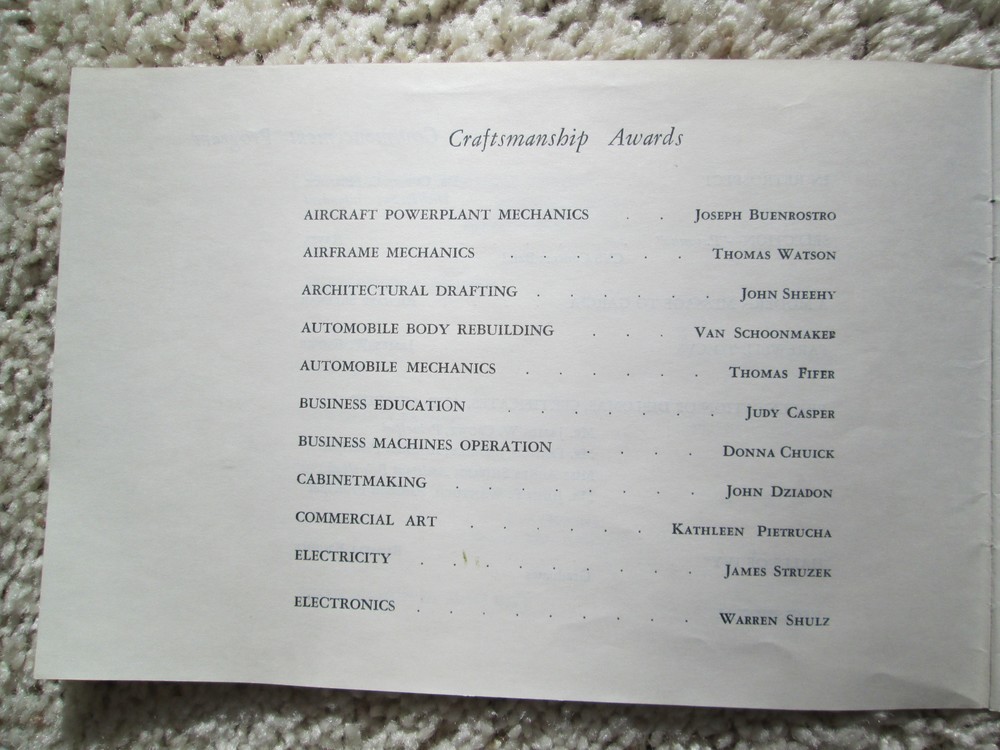 Craftsmanship Awards
AIRCRAFT POWERPLANT MECHANICS . . JOSEPH BUENROSTRO
AIRFRAME MECHANICS . . . . . . THOMAS WATSON
ARCHITECTURAL DRAFTING . . . . . JOHN SHEEHY
AUTOMOBILE BODY REBUILDING . . . VAN SCHOONMAKER
AUTOMOBILE MECHANICS . . . . . . THOMAS FIFER
BUSINESS EDUCATION . . . . . . JUDY CASPER
BUSINESS MACHINES OPERATION . . . . DONNA CHUICK
CABINETMAKING . . . . . . . . JOHN DZIADON
COMMERCIAL ART . . . . . . KATHLEEN PIETRUCHA
ELECTRICITY . . . . . . . . . JAMES STRUZEK
ELECTRONICS . . . . . . . . . WARREN SHULZ